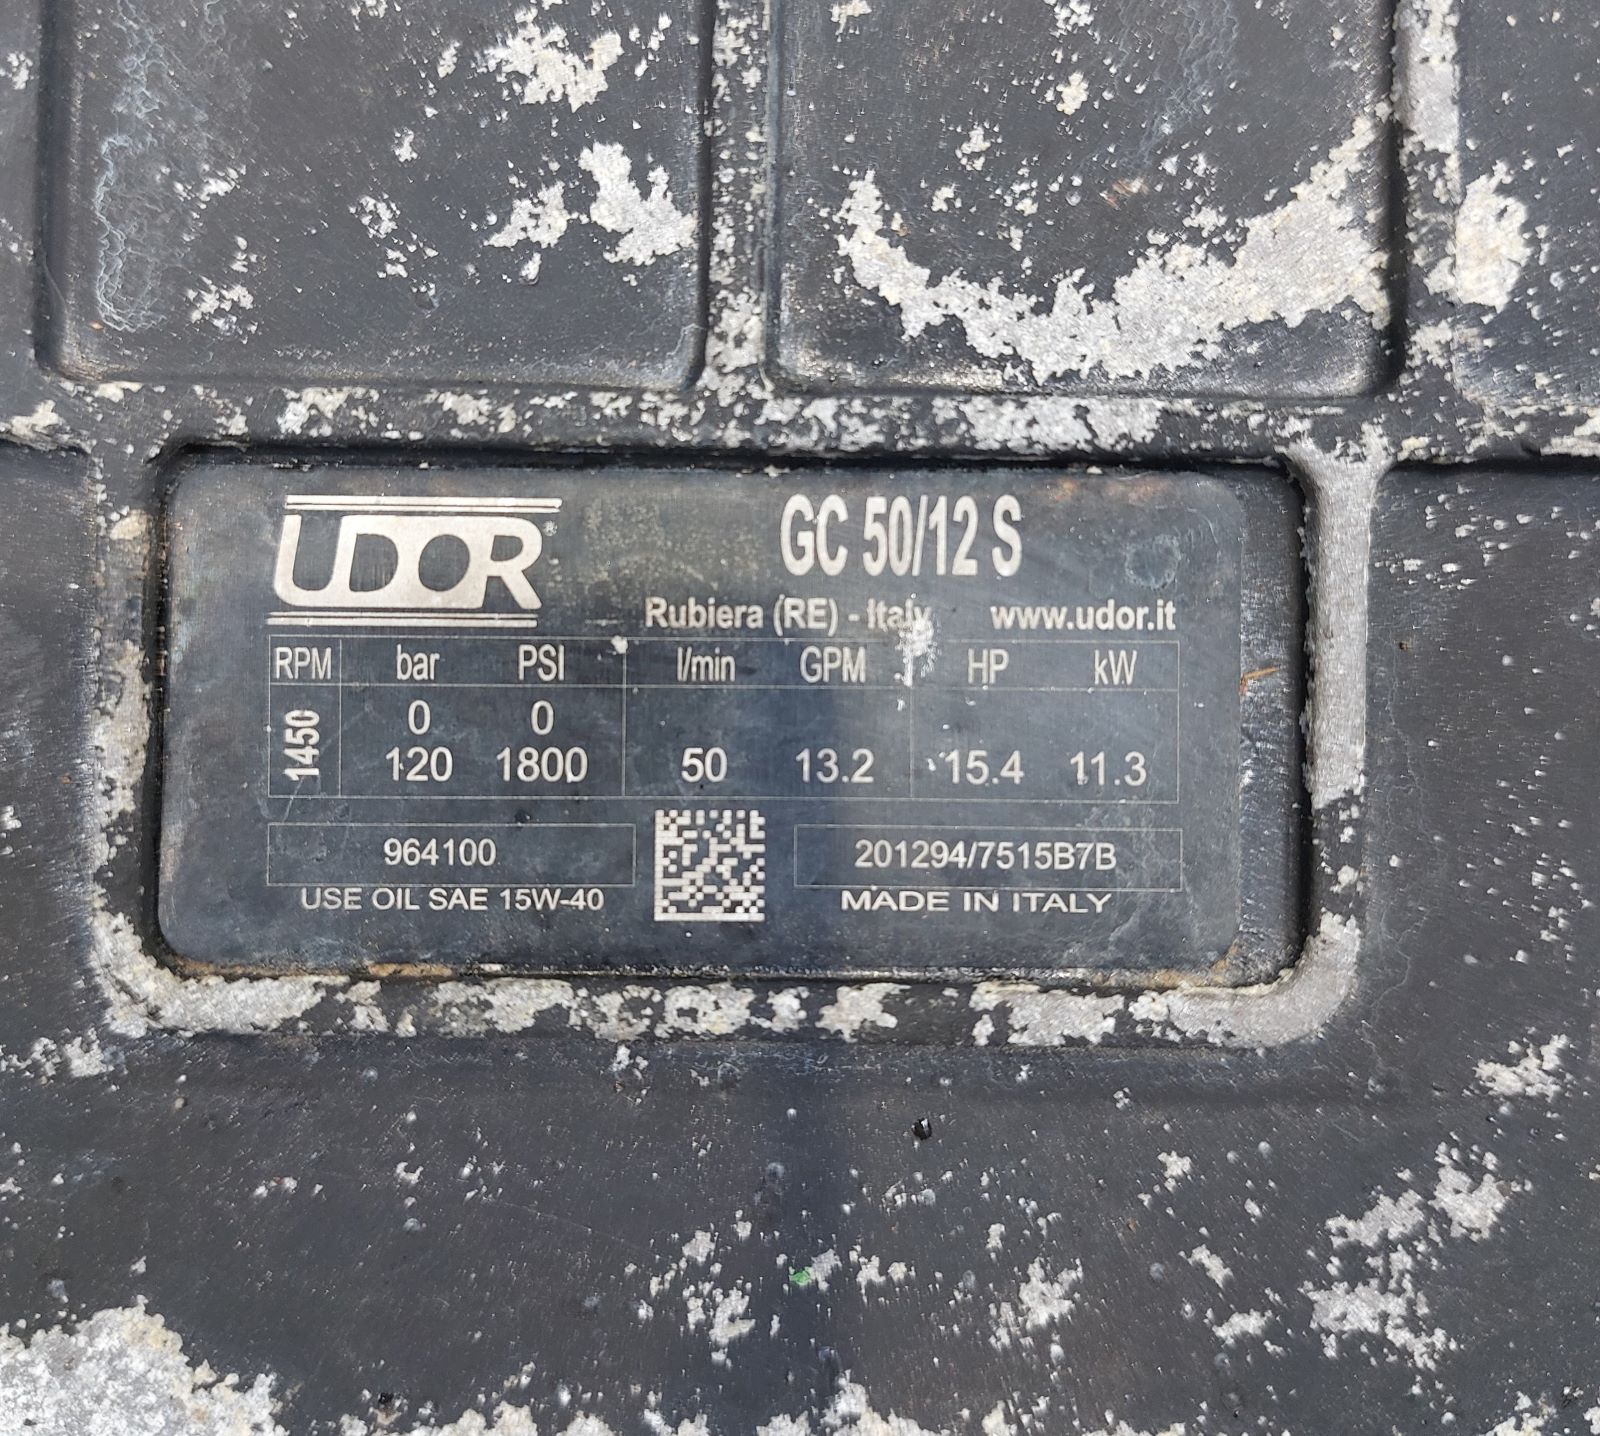 UDOR®
GC 50/12 S
Rubiera (RE) - Italy www.udor.it
RPM bar PSI l/min GPM HP kW
1450
0 0
120 1800 50 13.2 15.4 11.3
964100
201294/7515B7B
USE OIL SAE 15W-40
MADE IN ITALY